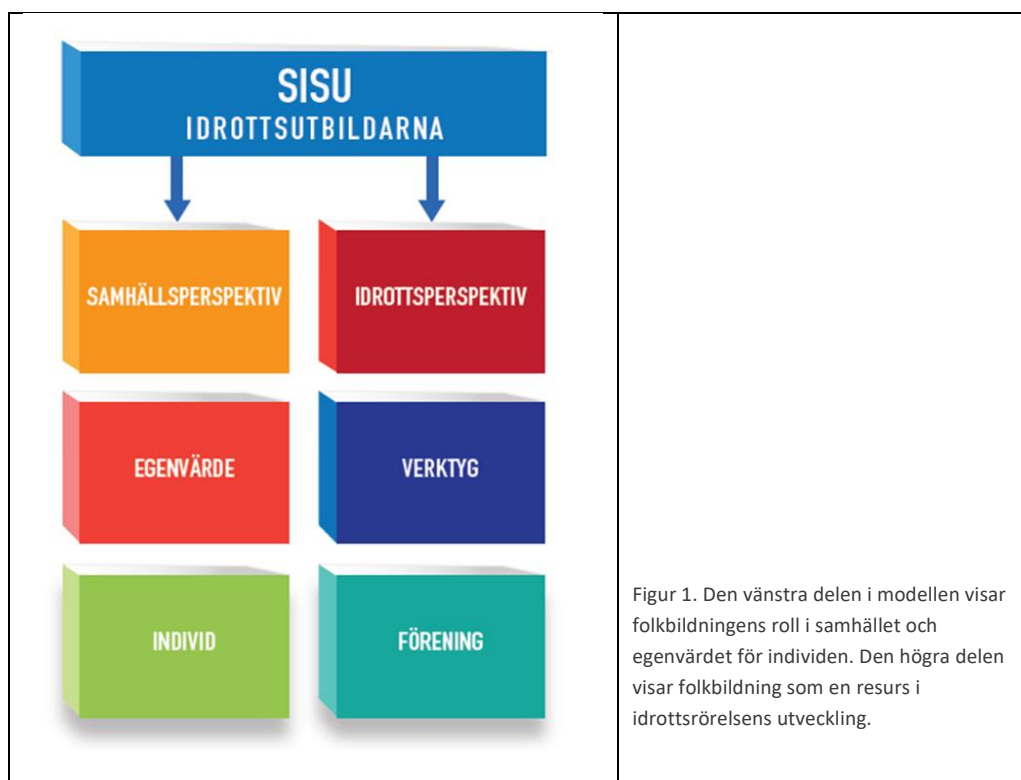 SISU
IDROTTSUTBILDARNA
SAMHÄLLSPERSPEKTIV
IDROTTSPERSPEKTIV
EGENVÄRDE
VERKTYG
INDIVID
FÖRENING
Figur 1. Den vänstra delen i modellen visar
folkbildningens roll i samhället och
egenvärdet för individen. Den högra delen
visar folkbildning som en resurs i
idrottsrörelsens utveckling.